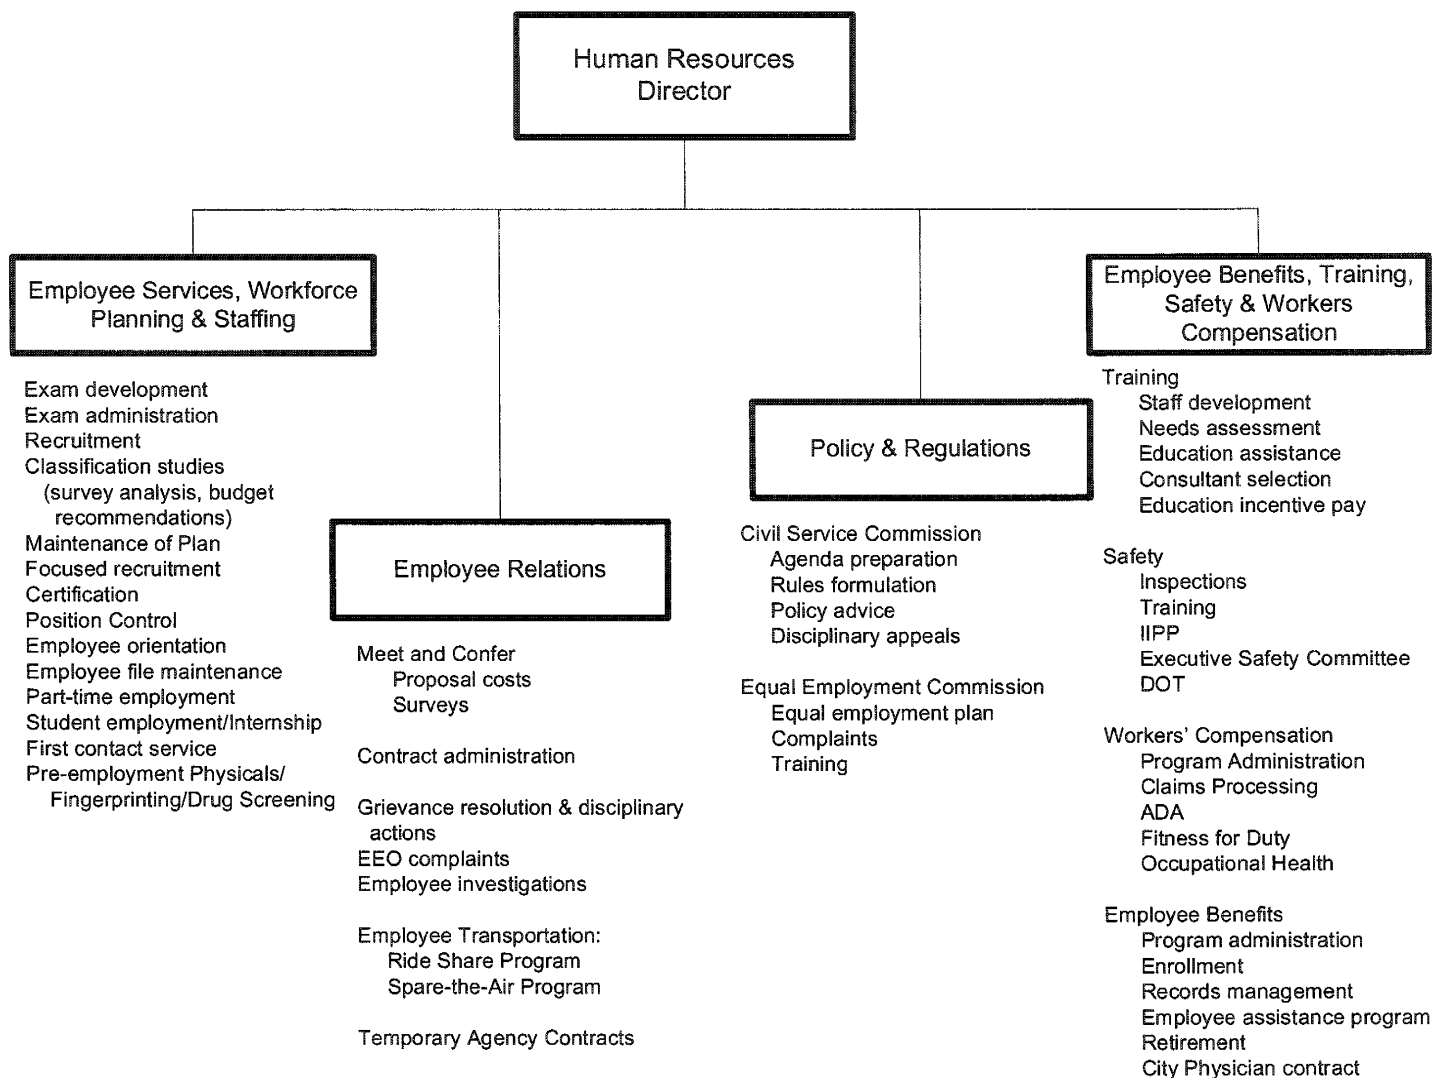 Human Resources
Director
Employee Services, Workforce
Planning & Staffing
Exam development
Exam administration
Recruitment
Classification studies
(survey analysis, budget
recommendations)
Maintenance of Plan
Focused recruitment
Certification
Position Control
Employee orientation
Employee file maintenance
Part-time employment
Student employment/Internship
First contact service
Pre-employment Physicals/
Fingerprinting/Drug Screening
Employee Relations
Meet and Confer
Proposal costs
Surveys
Contract administration
Grievance resolution & disciplinary
actions
EEO complaints
Employee investigations
Employee Transportation:
Ride Share Program
Spare-the-Air Program
Temporary Agency Contracts
Policy & Regulations
Civil Service Commission
Agenda preparation
Rules formulation
Policy advice
Disciplinary appeals
Equal Employment Commission
Equal employment plan
Complaints
Training
Employee Benefits, Training,
Safety & Workers
Compensation
Training
Staff development
Needs assessment
Education assistance
Consultant selection
Education incentive pay
Safety
Inspections
Training
IIPP
Executive Safety Committee
DOT
Workers' Compensation
Program Administration
Claims Processing
ADA
Fitness for Duty
Occupational Health
Employee Benefits
Program administration
Enrollment
Records management
Employee assistance program
Retirement
City Physician contract